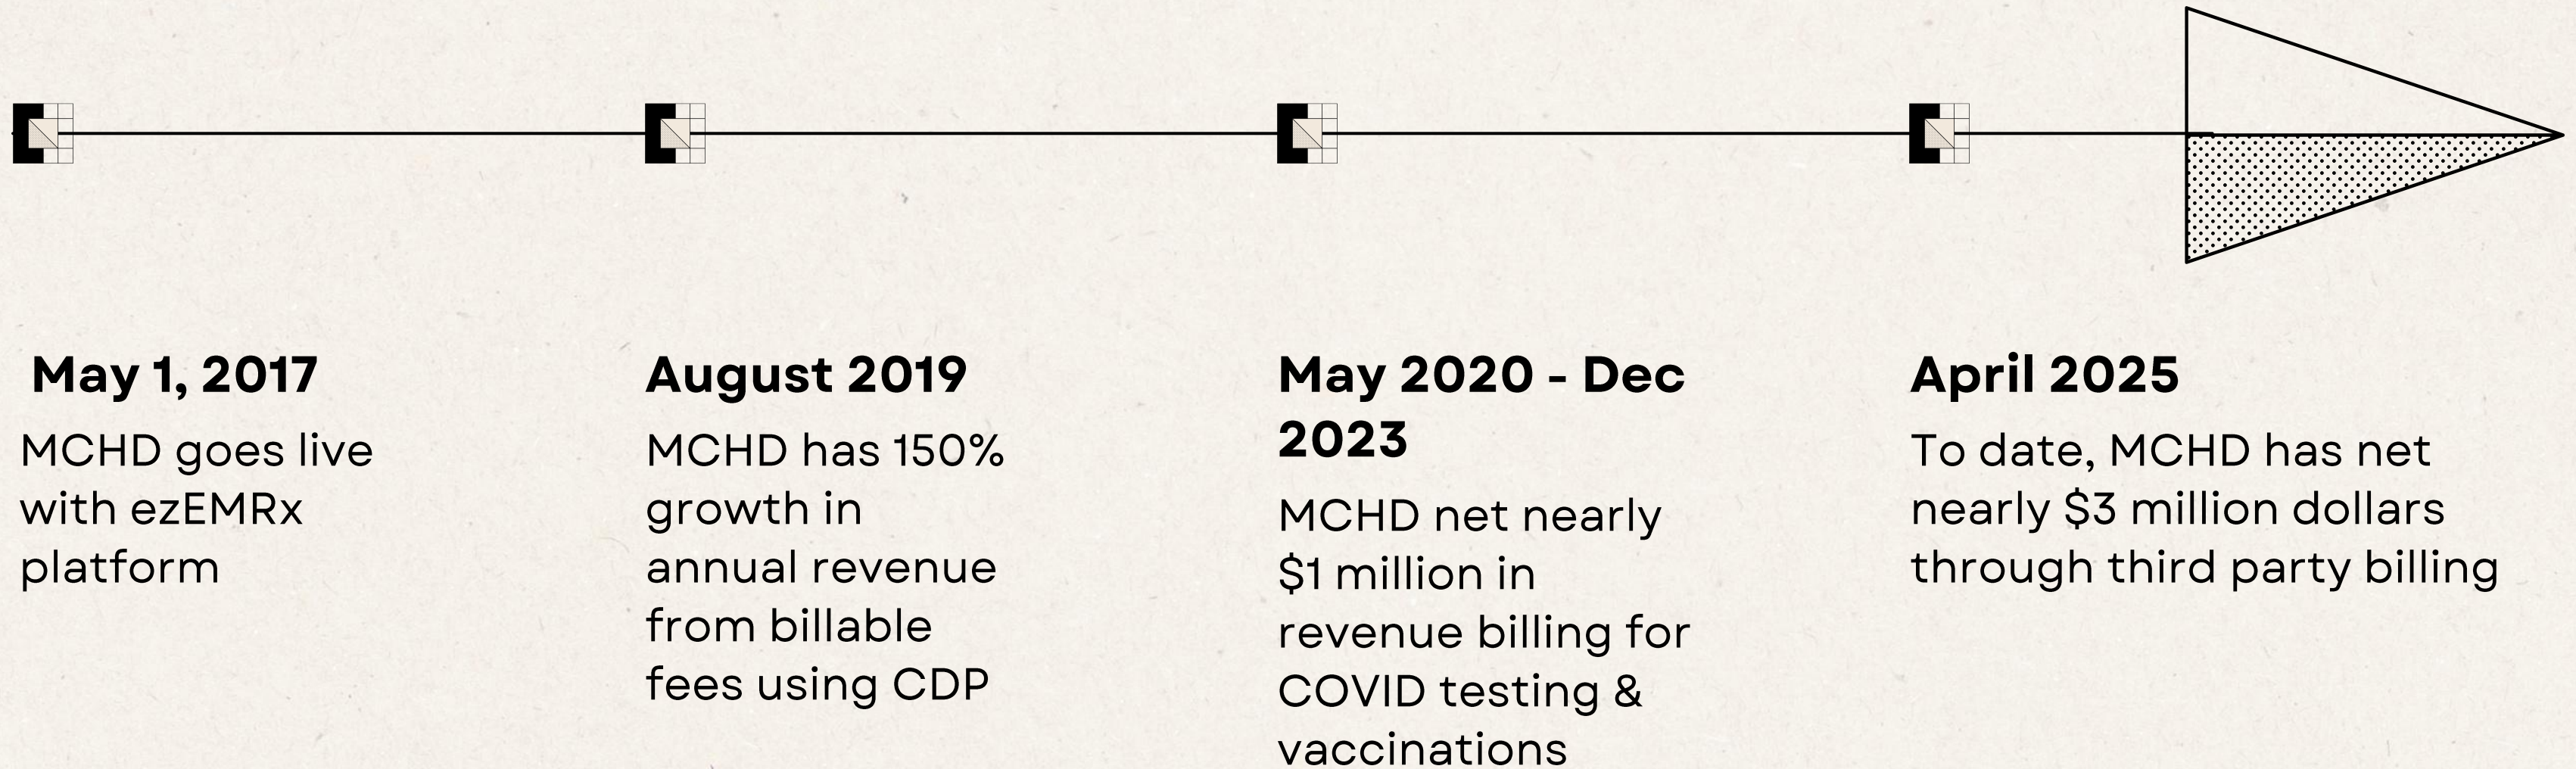 May 1, 2017
MCHD goes live
with ezEMRx
platform
August 2019
MCHD has 150%
growth in
annual revenue
from billable
fees using CDP
May 2020 - Dec
2023
MCHD net nearly
$1 million in
revenue billing for
COVID testing &
vaccinations
April 2025
To date, MCHD has net
nearly $3 million dollars
through third party billing